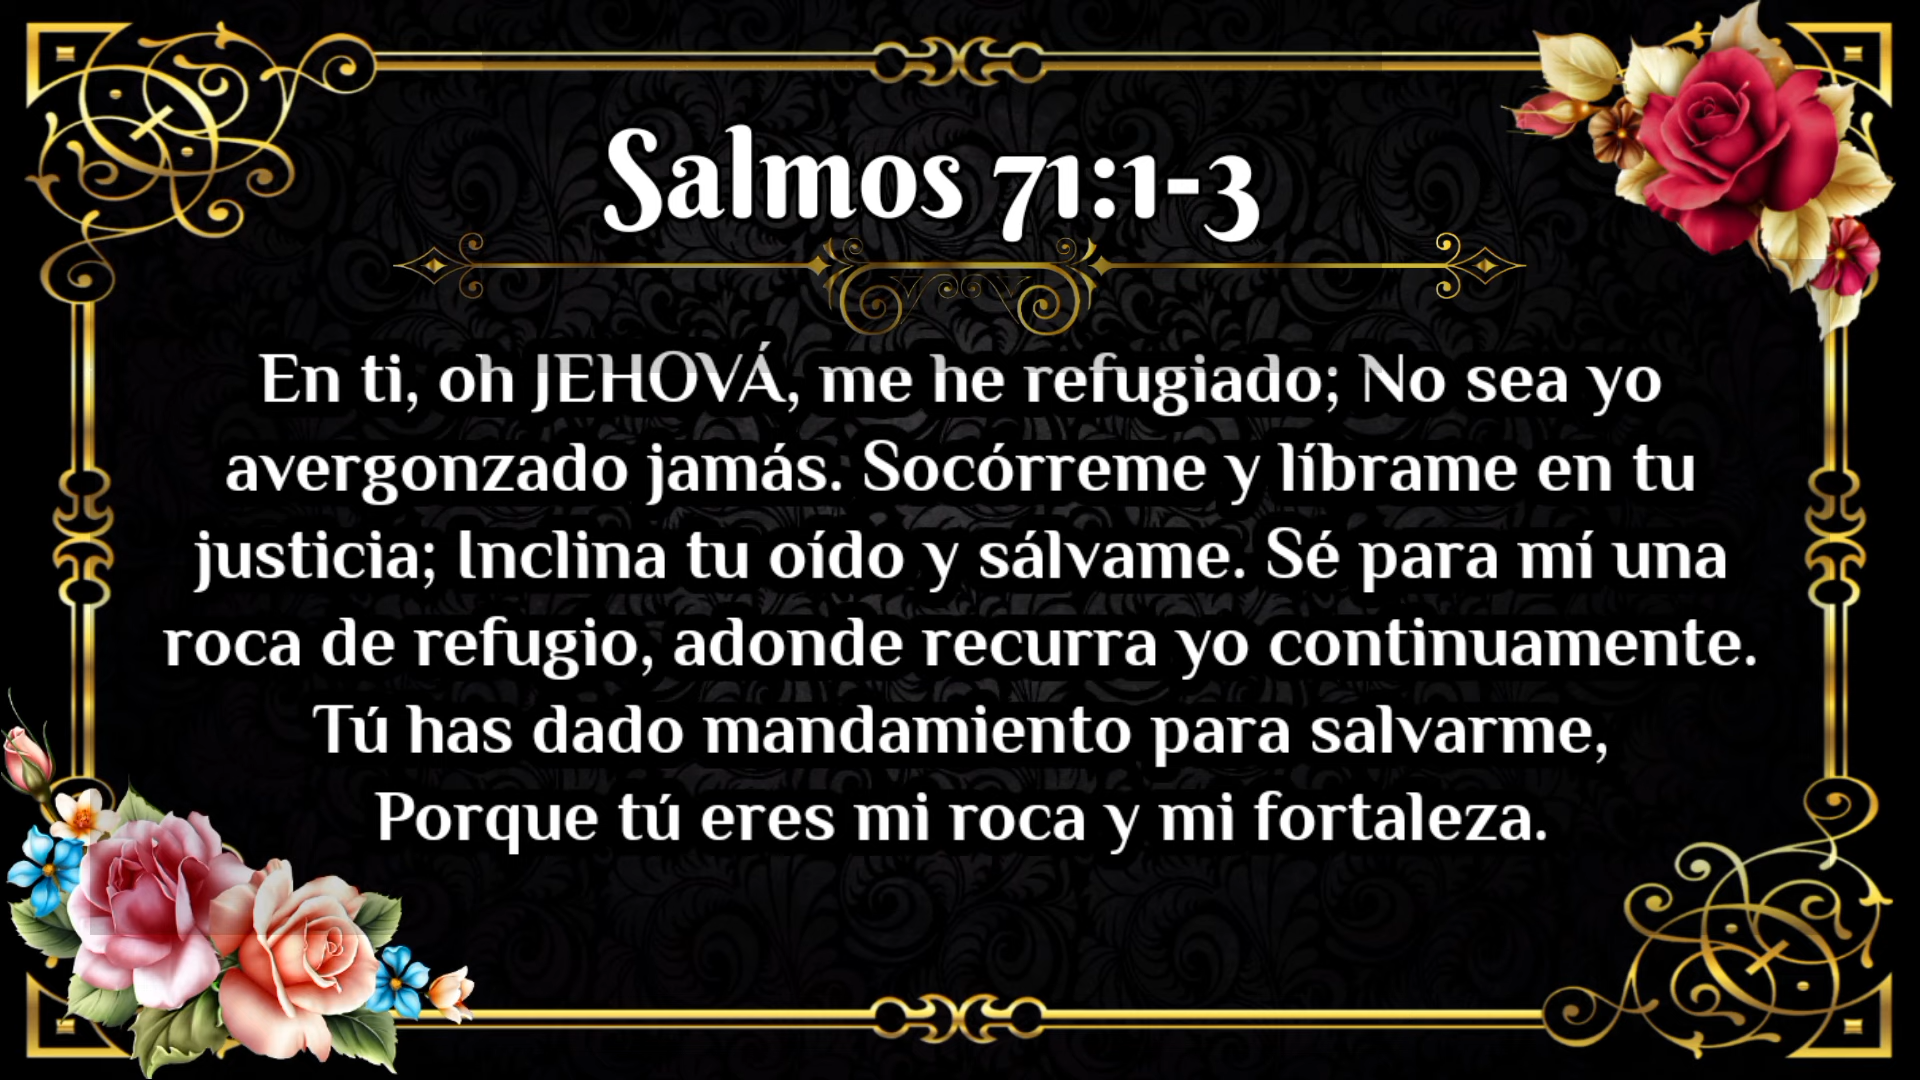 Salmos 71:1-3
En ti, oh JEHOVÁ, me he refugiado; No sea yo
avergonzado jamás. Socórreme y líbrame en tu
justicia; Inclina tu oído y sálvame. Sé para mí una
roca de refugio, adonde recurra yo continuamente.
Tú has dado mandamiento para salvarme,
Porque tú eres mi roca y mi fortaleza.